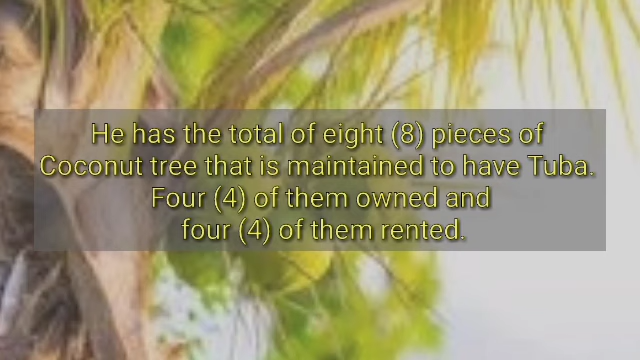 He has the total of eight (8) pieces of
Coconut tree that is maintained to have Tuba.
Four (4) of them owned and
four (4) of them rented.